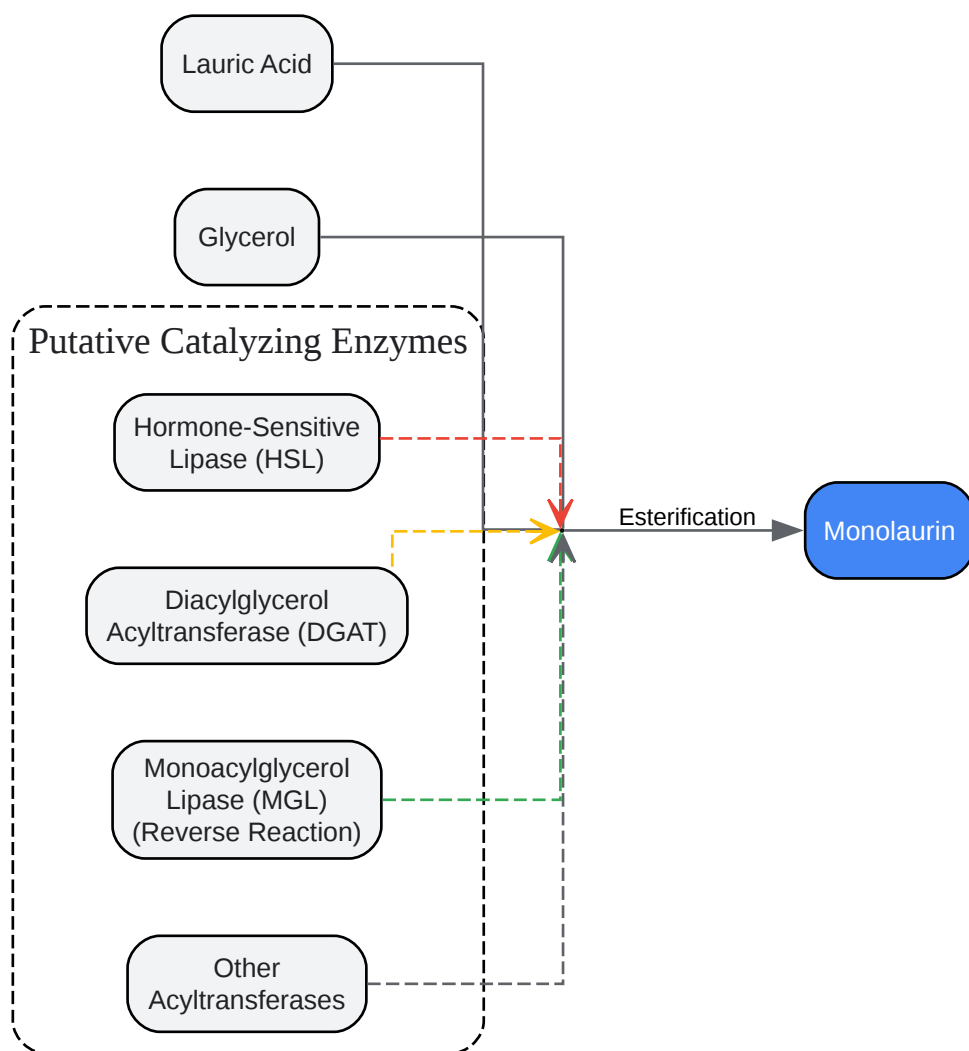 Lauric Acid
Glycerol
Putative Catalyzing Enzymes
Hormone-Sensitive
Lipase (HSL)
Esterification
Monolaurin
Diacylglycerol
Acyltransferase (DGAT)
Monoacylglycerol
Lipase (MGL)
(Reverse Reaction)
Other
Acyltransferases